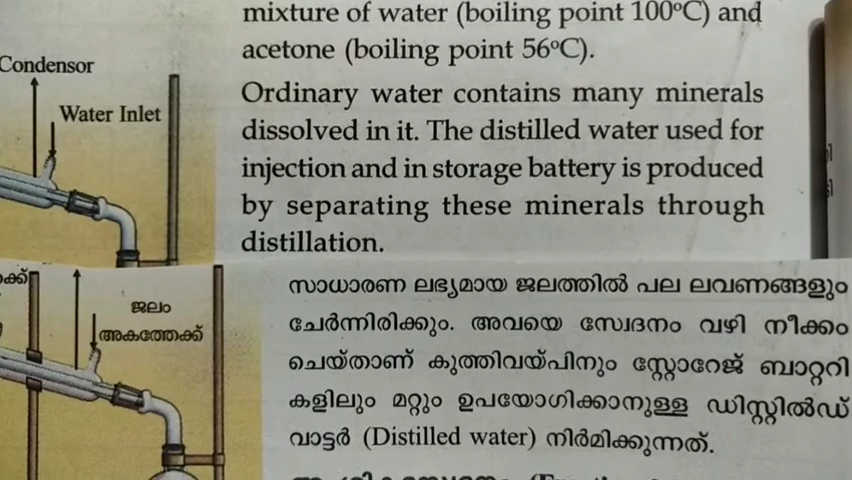 mixture of water (boiling point 100ºC) and
acetone (boiling point 56ºC).
Condensor
Water Inlet
Ordinary water contains many minerals
dissolved in it. The distilled water used for
injection and in storage battery is produced
by separating these minerals through
distillation.
ജലം
അകത്തേക്ക്
സാധാരണ ലഭ്യമായ ജലത്തിൽ പല ലവണങ്ങളും
ചേർന്നിരിക്കും. അവയെ സ്വേദനം വഴി നീക്കം
ചെയ്താണ് കുത്തിവയ്പിനും സ്റ്റോറേജ് ബാറ്ററി
കളിലും മറ്റും ഉപയോഗിക്കാനുള്ള ഡിസ്റ്റിൽഡ്
വാട്ടർ (Distilled water) നിർമിക്കുന്നത്.